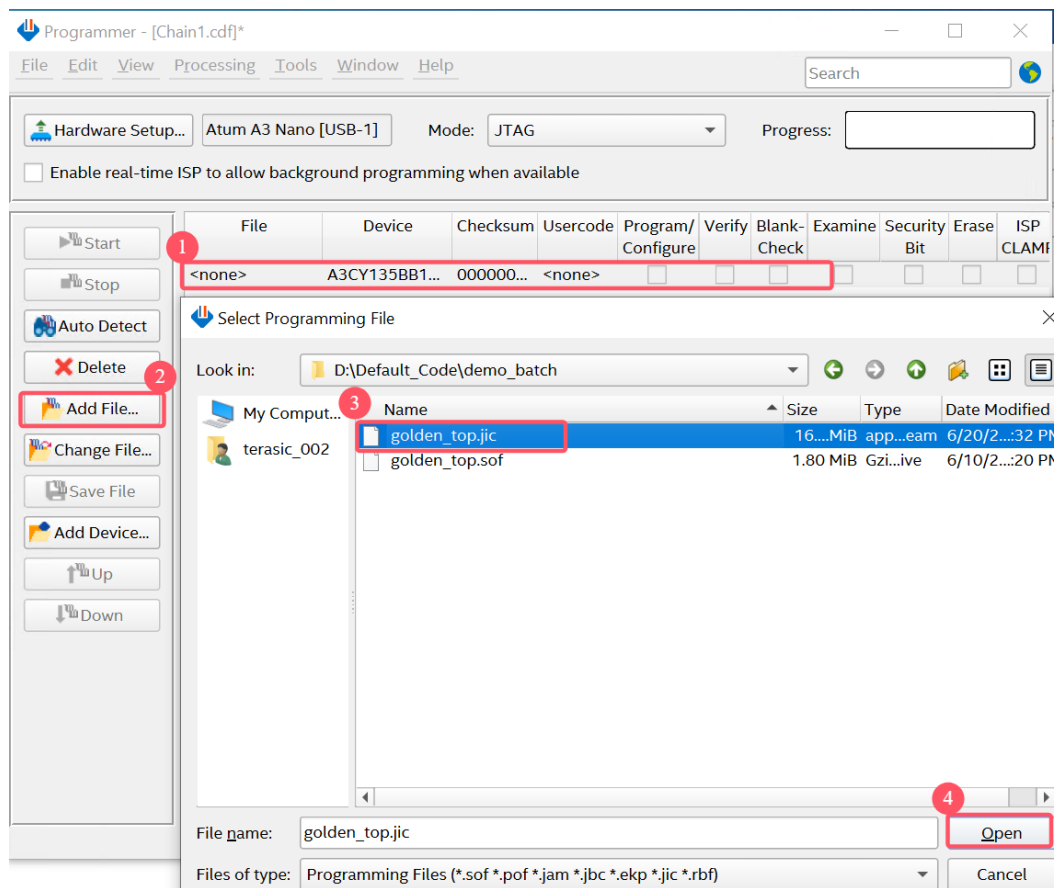 Programmer - [Chain1.cdf]*
File Edit View Processing Tools Window Help
Search
Hardware Setup... Atum A3 Nano [USB-1] Mode: JTAG Progress:
Enable real-time ISP to allow background programming when available
File Device Checksum Usercode Program/ Configure Verify Blank- Check Examine Security Bit Erase ISP CLAMP
1
<none> A3CY135BB1... 000000... <none>
Start
Stop
Auto Detect
Delete
2
Add File...
Change File...
Save File
Add Device...
Up
Down
Select Programming File
Look in: D:\Default_Code\demo_batch
My Comput...
terasic_002
3
Name Size Type Date Modified
golden_top.jic 16....MiB app...eam 6/20/2...:32 PM
golden_top.sof 1.80 MiB Gzi...ive 6/10/2...:20 PM
4
File name: golden_top.jic Open
Files of type: Programming Files (*.sof *.pof *.jam *.jbc *.ekp *.jic *.rbf) Cancel